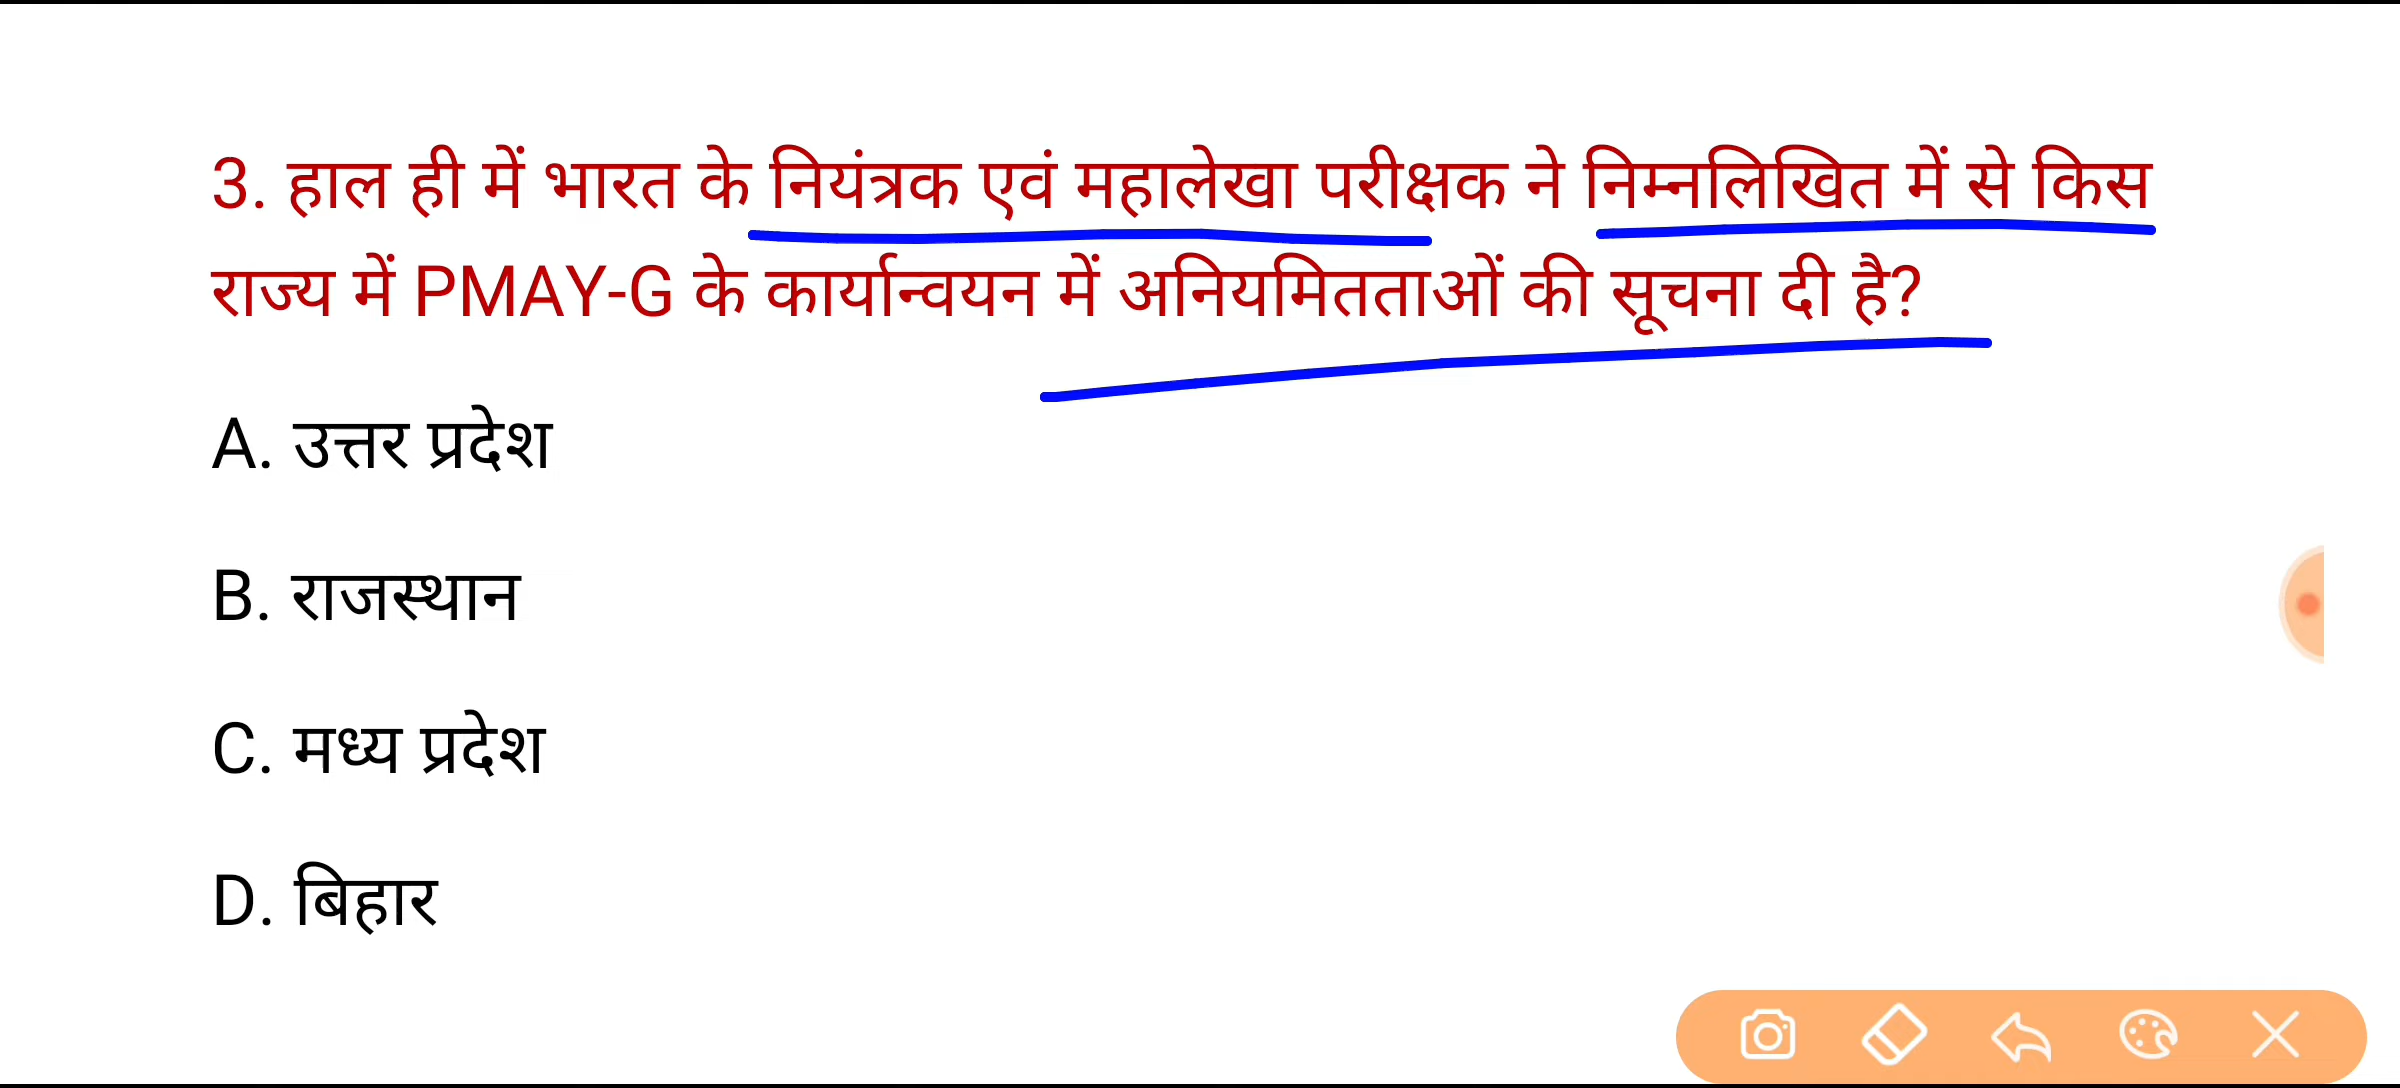 3. हाल ही में भारत के नियंत्रक एवं महालेखा परीक्षक ने निम्नलिखित में से किस
राज्य में PMAY-G के कार्यान्वयन में अनियमितताओं की सूचना दी है?
A. उत्तर प्रदेश
B. राजस्थान
C. मध्य प्रदेश
D. बिहार